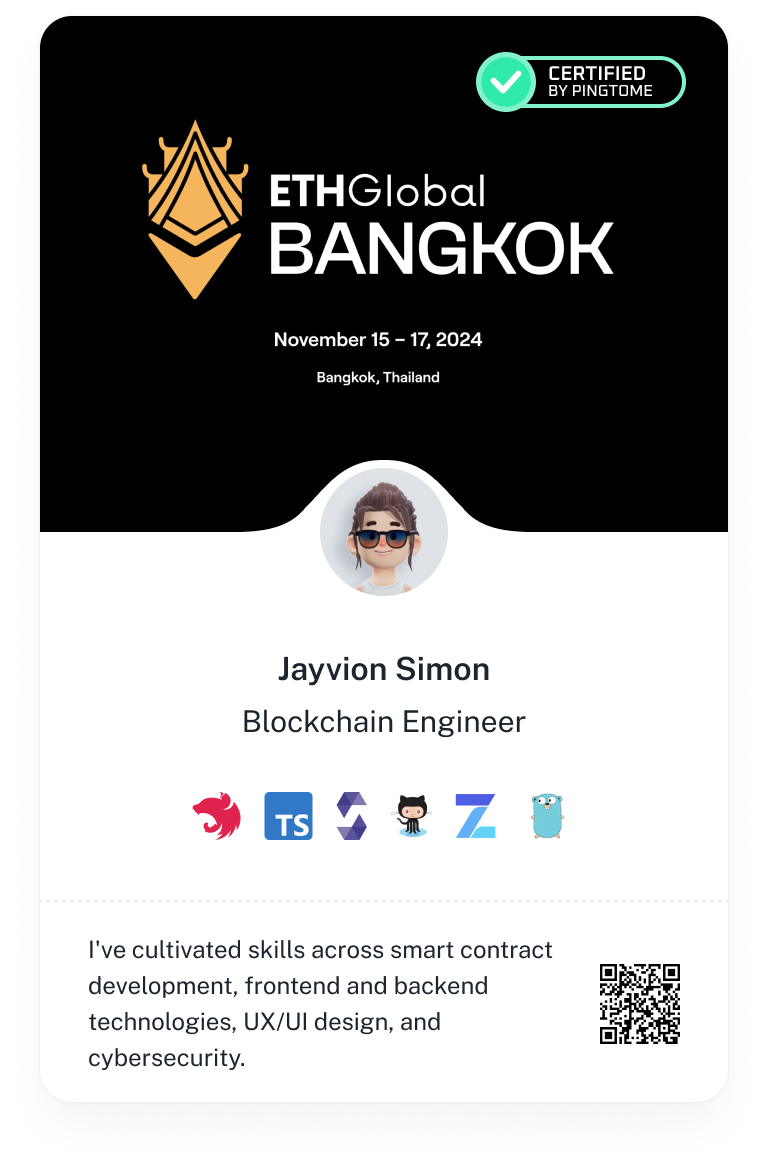 CERTIFIED
BY PINGTOME
ETHGlobal
BANGKOK
November 15 – 17, 2024
Bangkok, Thailand
Jayvion Simon
Blockchain Engineer
TS
I've cultivated skills across smart contract
development, frontend and backend
technologies, UX/UI design, and
cybersecurity.